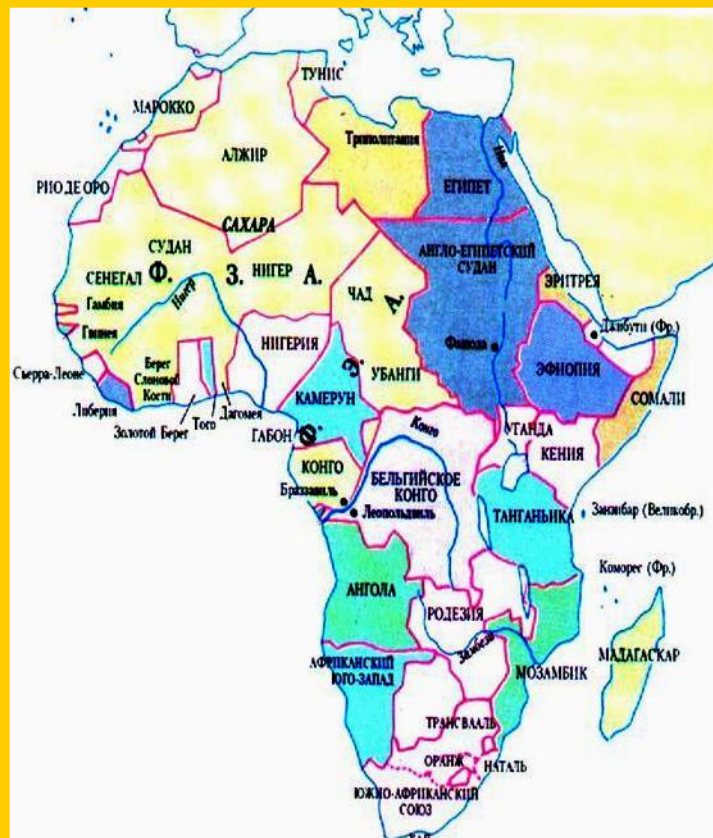 ТУНИС
МАРОККО
Триполитания
АЛЖИР
Нил
ЕГИПЕТ
РИО ДЕ ОРО
САХАРА
СУДАН
АНГЛО-ЕГИПЕТСКИЙ
СУДАН
СЕНЕГАЛ
Ф. З. А.
НИГЕР
Нигер
ЧАД
ЭРИТРЕЯ
Гамбия
Гвинея
Джибути (Фр.)
НИГЕРИЯ
Фашода
Ф. Э. А.
Берег
Слоновой
Кости
Сьерра-Леоне
УБАНГИ
ЭФИОПИЯ
КАМЕРУН
СОМАЛИ
Либерия
Того
Дагомея
Золотой Берег
ГАБОН
Конго
УГАНДА
КЕНИЯ
КОНГО
БЕЛЬГИЙСКОЕ
КОНГО
Браззавиль
Леопольдвиль
ТАНГАНЬИКА
Занзибар (Великобр.)
Коморск (Фр.)
АНГОЛА
РОДЕЗИЯ
Замбези
МОЗАМБИК
МАДАГАСКАР
АФРИКАНСКИЙ
ЮГО-ЗАПАД
ТРАНСВААЛЬ
ОРАНЖ
НАТАЛЬ
ЮЖНО-АФРИКАНСКИЙ
СОЮЗ